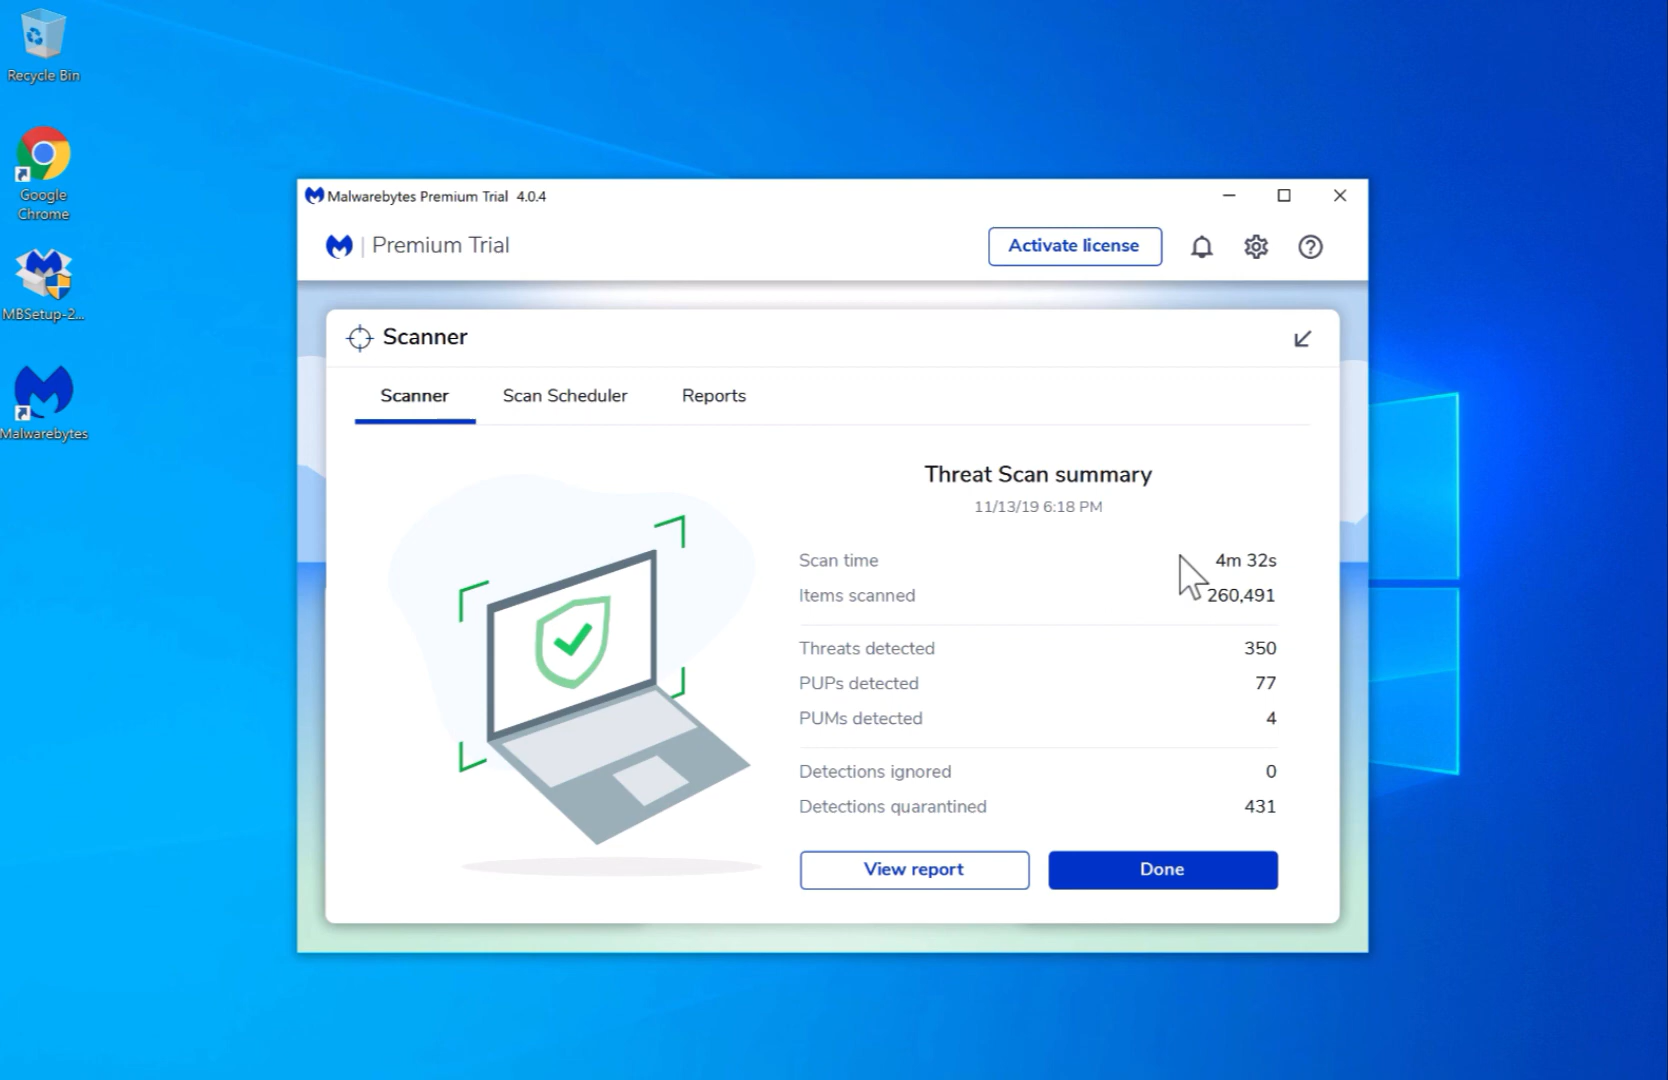 Recycle Bin
Google
Chrome
MBSetup-2...
Malwarebytes
Malwarebytes Premium Trial 4.0.4
Premium Trial
Activate license
Scanner
Scanner Scan Scheduler Reports
Threat Scan summary
11/13/19 6:18 PM
Scan time 4m 32s
Items scanned 260,491
Threats detected 350
PUPs detected 77
PUMs detected 4
Detections ignored 0
Detections quarantined 431
View report Done